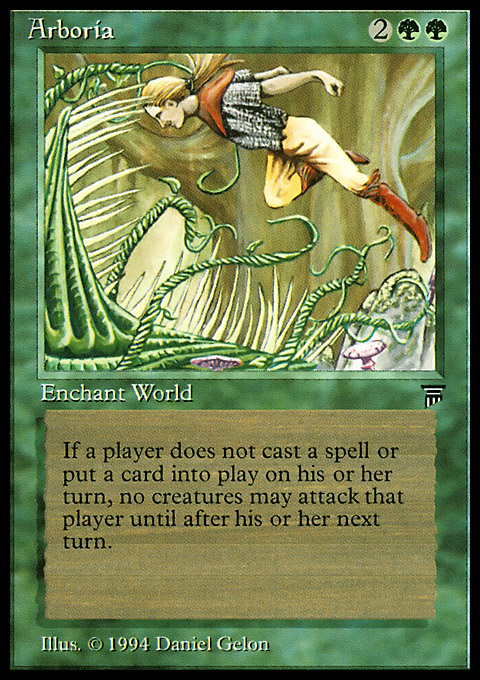 Arboria 2
Enchant World
If a player does not cast a spell or
put a card into play on his or her
turn, no creatures may attack that
player until after his or her next
turn.
Illus. © 1994 Daniel Gelon